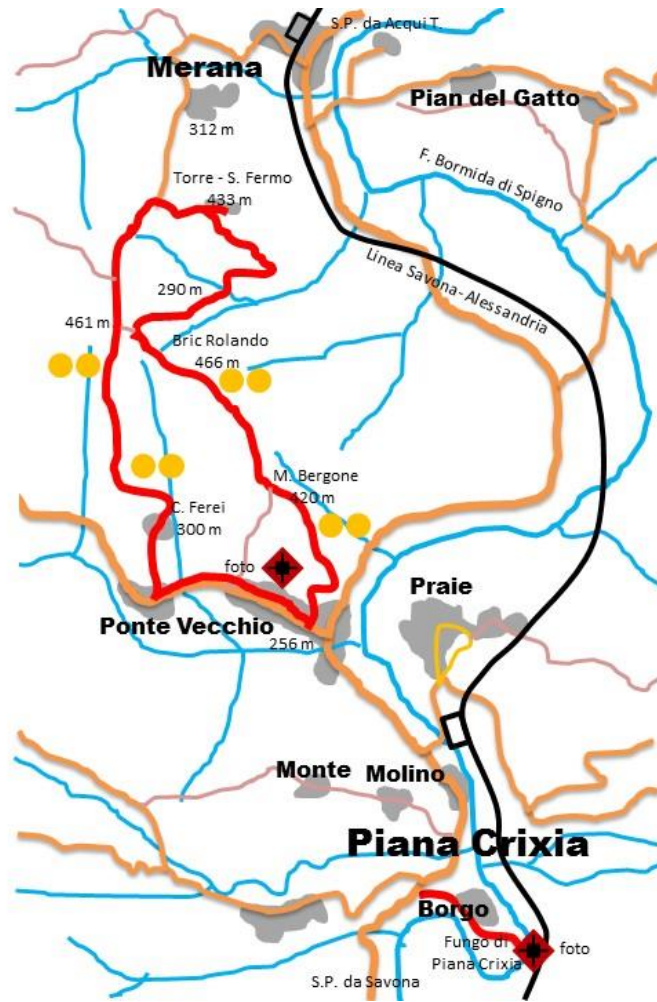 S.P. da Acqui T.
Merana
Pian del Gatto
312 m
F. Bormida di Spigno
Torre - S. Fermo
433 m
Linea Savona-Alessandria
290 m
461 m
Bric Rolando
466 m
M. Bergone
420 m
C. Ferei
300 m
foto
Praie
Ponte Vecchio
256 m
Monte
Molino
Piana Crixia
Borgo
Fungo di
Piana Crixia
foto
S.P. da Savona